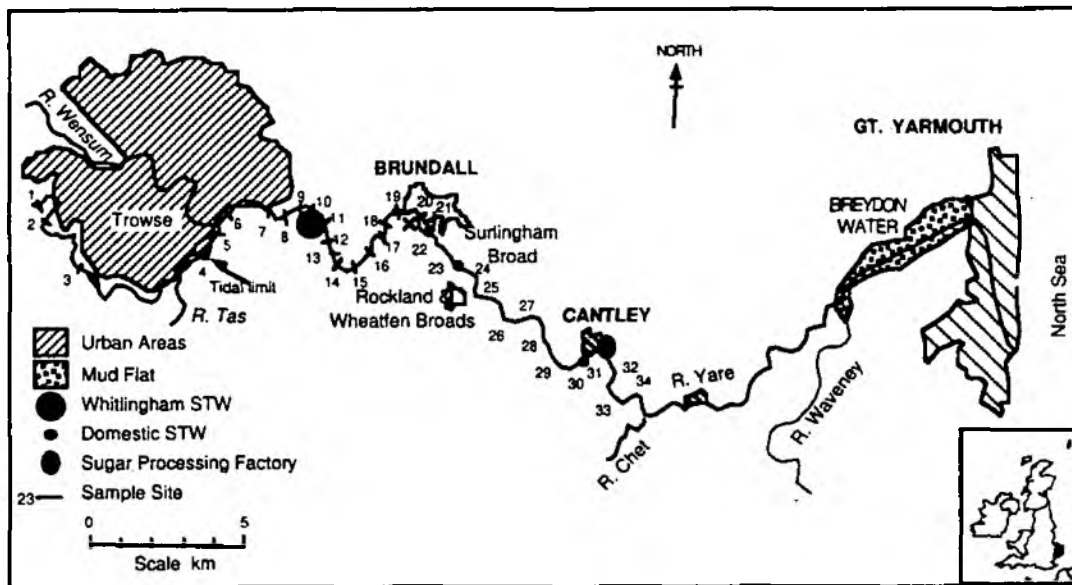 NORTH
R. Wensum
GT. YARMOUTH
BRUNDALL
BREYDON
WATER
1
2
3
Trowse
4
5
6
7
8
9
10
11
12
13
14
15
16
17
18
19
20
21
22
Surlingham
Broad
23
24
25
Tidal limit
R. Tas
Rockland &
Wheatfen Broads
26
27
28
29
CANTLEY
30
31
32
33
34
R. Yare
R. Chet
R. Waveney
North Sea
Urban Areas
Mud Flat
Whitlingham STW
Domestic STW
Sugar Processing Factory
23 Sample Site
0 5
Scale km